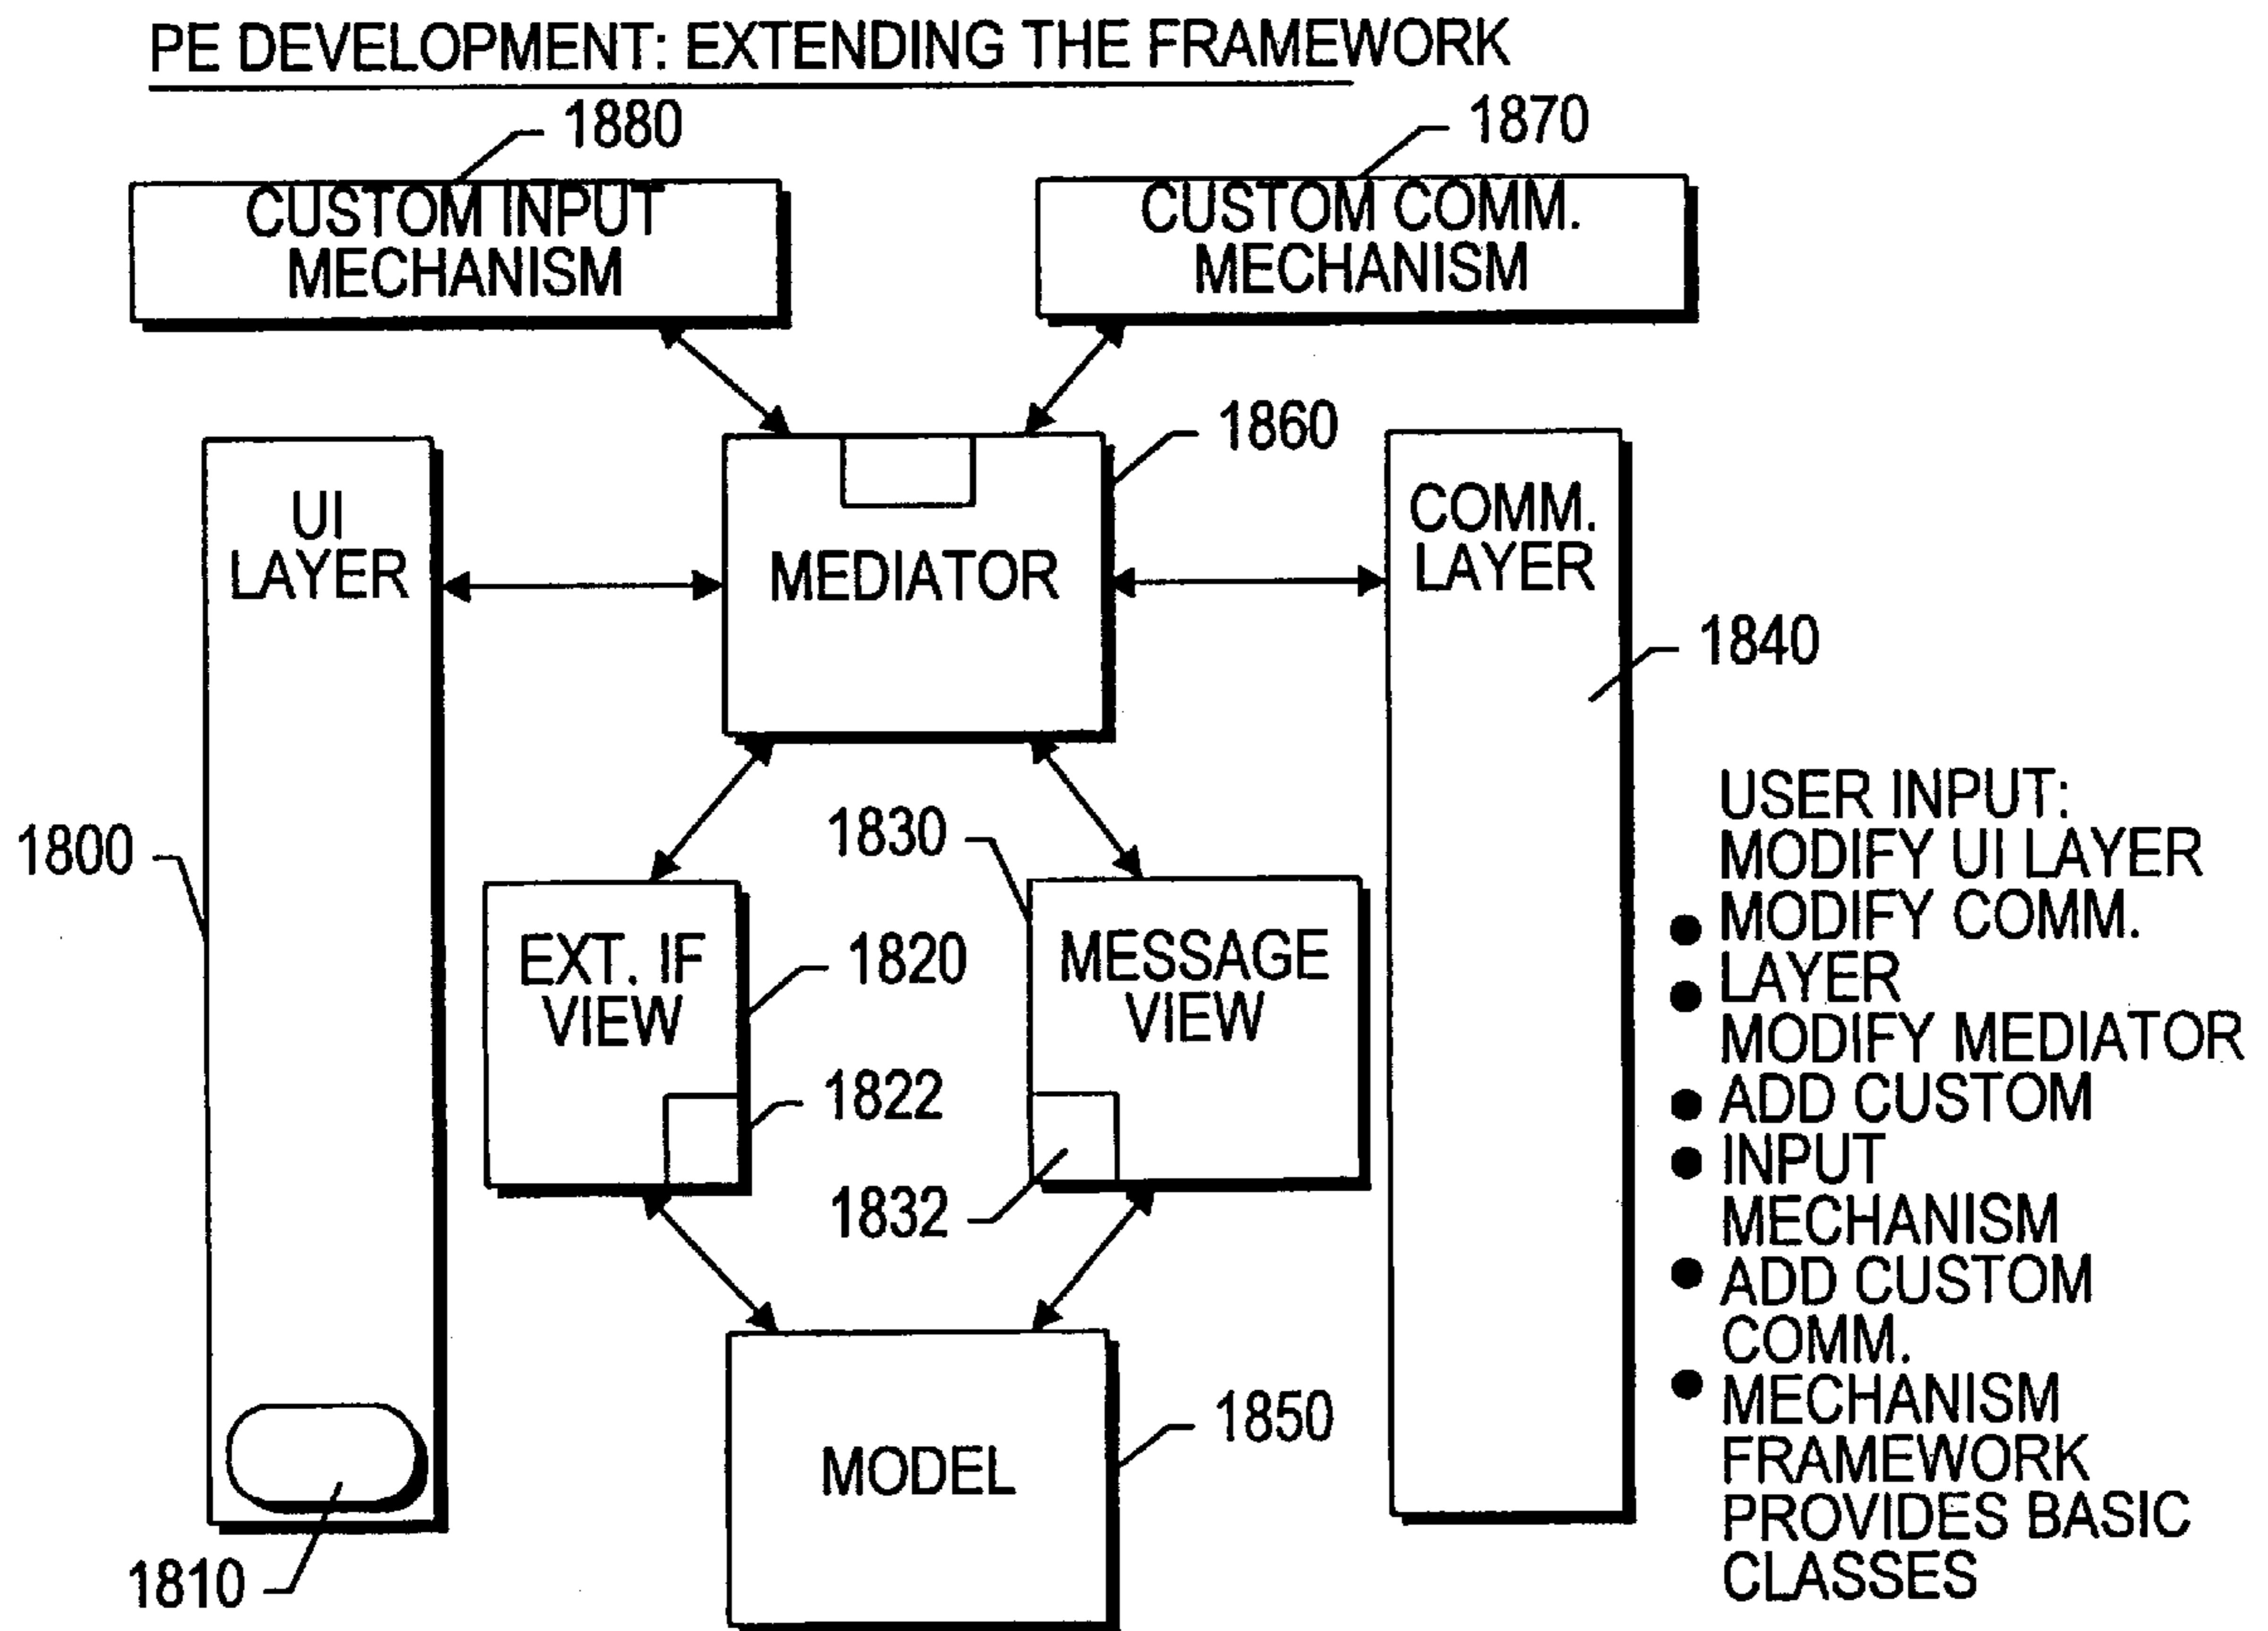 PE DEVELOPMENT: EXTENDING THE FRAMEWORK
1880
1870
CUSTOM INPUT
MECHANISM
CUSTOM COMM.
MECHANISM
1860
UI
LAYER
MEDIATOR
COMM.
LAYER
1840
1800
1830
EXT. IF
VIEW
1820
MESSAGE
VIEW
1822
1832
MODEL
1850
1810
USER INPUT:
MODIFY UI LAYER
● MODIFY COMM.
● LAYER
MODIFY MEDIATOR
● ADD CUSTOM
● INPUT
MECHANISM
● ADD CUSTOM
COMM.
● MECHANISM
FRAMEWORK
PROVIDES BASIC
CLASSES